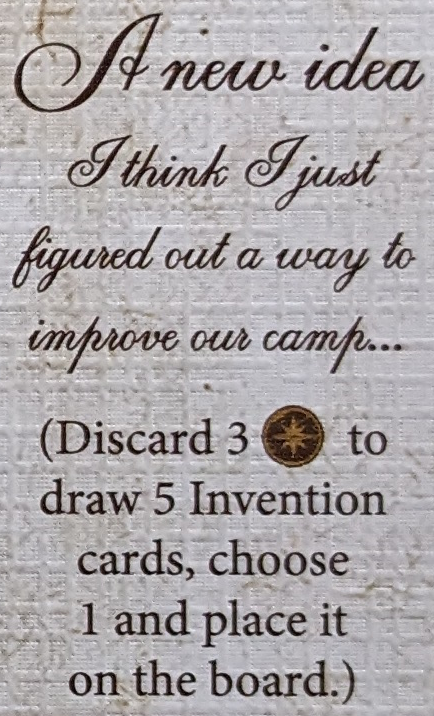 A new idea
I think I just
figured out a way to
improve our camp...
(Discard 3 to
draw 5 Invention
cards, choose
1 and place it
on the board.)